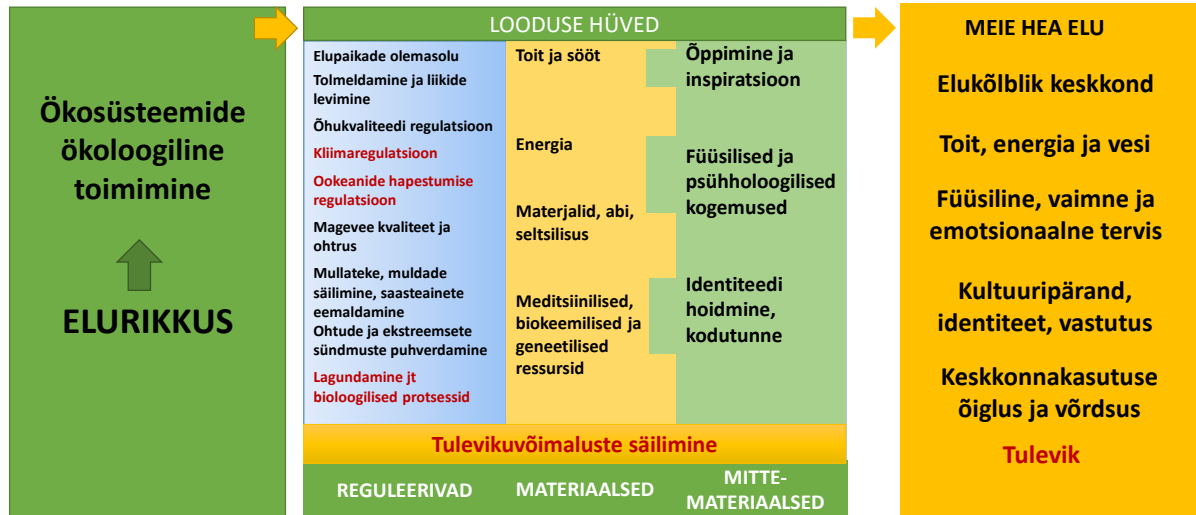 Ökosüsteemide
ökoloogiline
toimimine
ELURIKKUS
LOODUSE HÜVED
Elupaikade olemasolu
Tolmeldamine ja liikide
levimine
Õhukvaliteedi regulatsioon
Kliimaregulatsioon
Ookeanide hapestumise
regulatsioon
Magevee kvaliteet ja
ohtrus
Mullateke, muldade
säilimine, saasteainete
eemaldamine
Ohtude ja ekstreemsete
sündmuste puhverdamine
Lagundamine jt
bioloogilised protsessid
Toit ja sööt
Energia
Materjalid, abi,
seltsilisus
Meditsiinilised,
biokeemilised ja
geneetilised
ressursid
Õppimine ja
inspiratsioon
Füüsilised ja
psühholoogilised
kogemused
Identiteedi
hoidmine,
kodutunne
Tulevikuvõimaluste säilimine
REGULEERIVAD
MATERIAALSED
MITTE-
MATERIAALSED
MEIE HEA ELU
Elukõlblik keskkond
Toit, energia ja vesi
Füüsiline, vaimne ja
emotsionaalne tervis
Kultuuripärand,
identiteet, vastutus
Keskkonnakasutuse
õiglus ja võrdsus
Tulevik